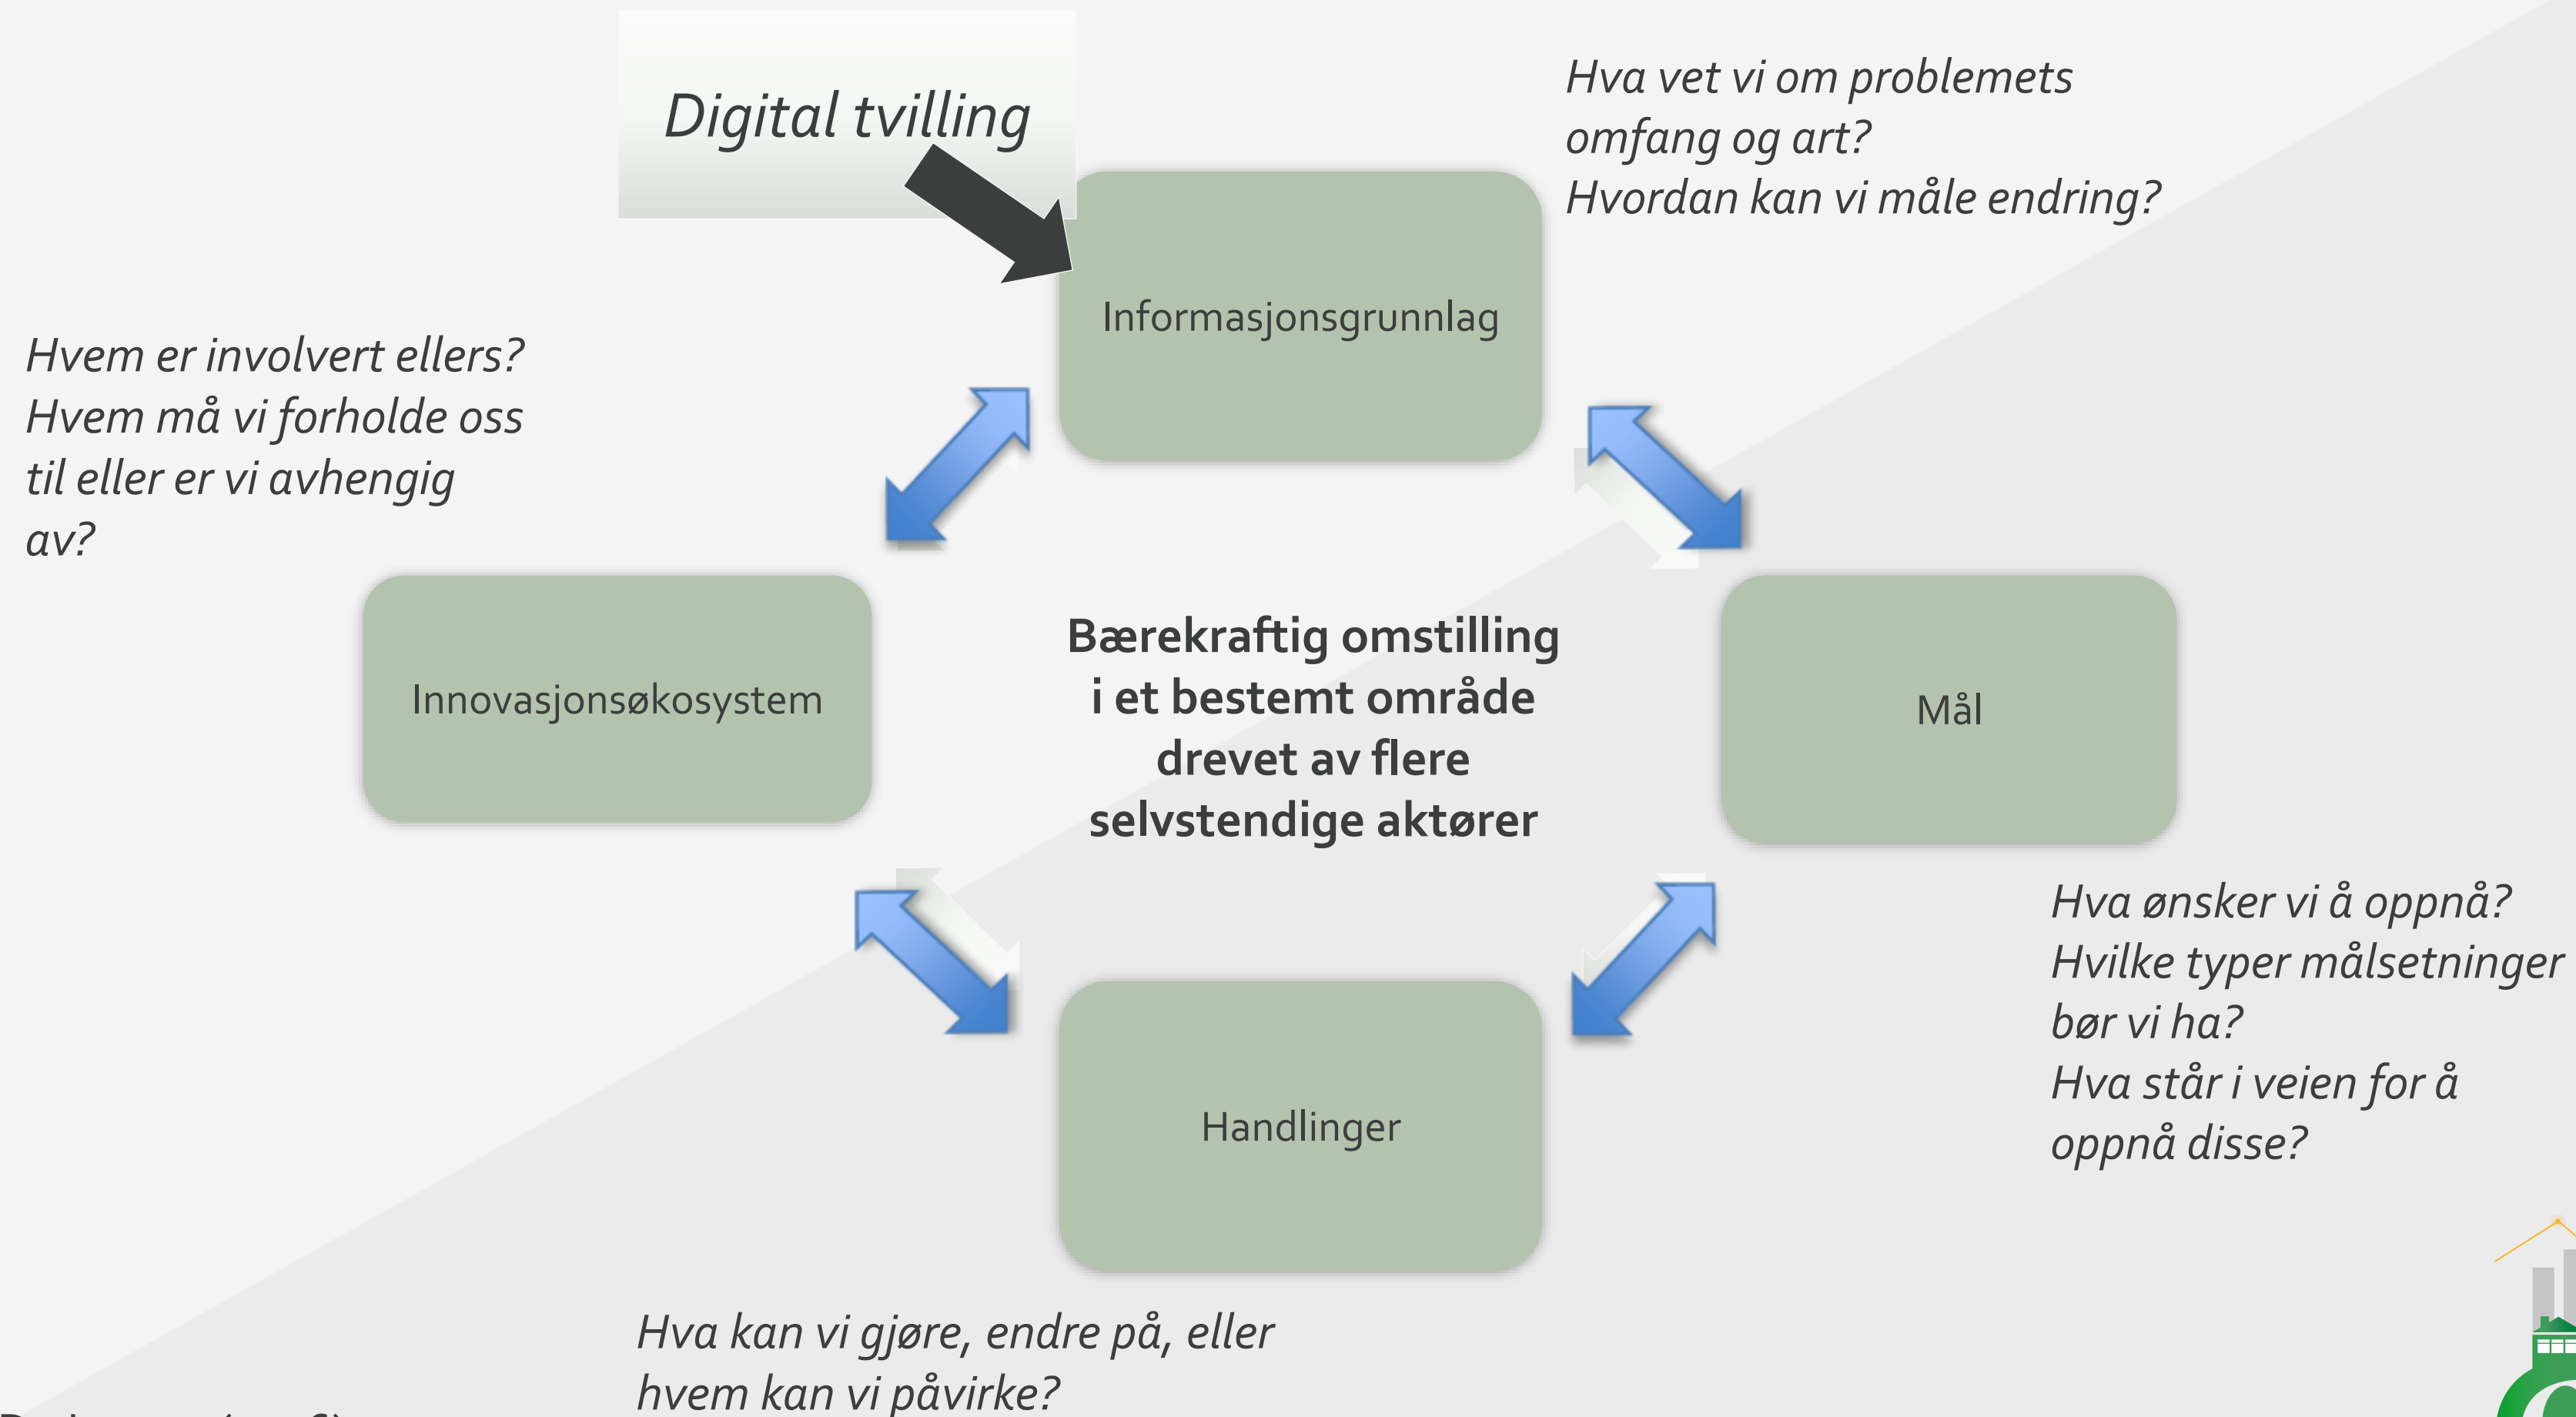 Digital tvilling
Hva vet vi om problemets
omfang og art?
Hvordan kan vi måle endring?
Informasjonsgrunnlag
Hvem er involvert ellers?
Hvem må vi forholde oss
til eller er vi avhengig
av?
Innovasjonsøkosystem
Bærekraftig omstilling
i et bestemt område
drevet av flere
selvstendige aktører
Mål
Hva ønsker vi å oppnå?
Hvilke typer målsetninger
bør vi ha?
Hva står i veien for å
oppnå disse?
Handlinger
Hva kan vi gjøre, endre på, eller
hvem kan vi påvirke?